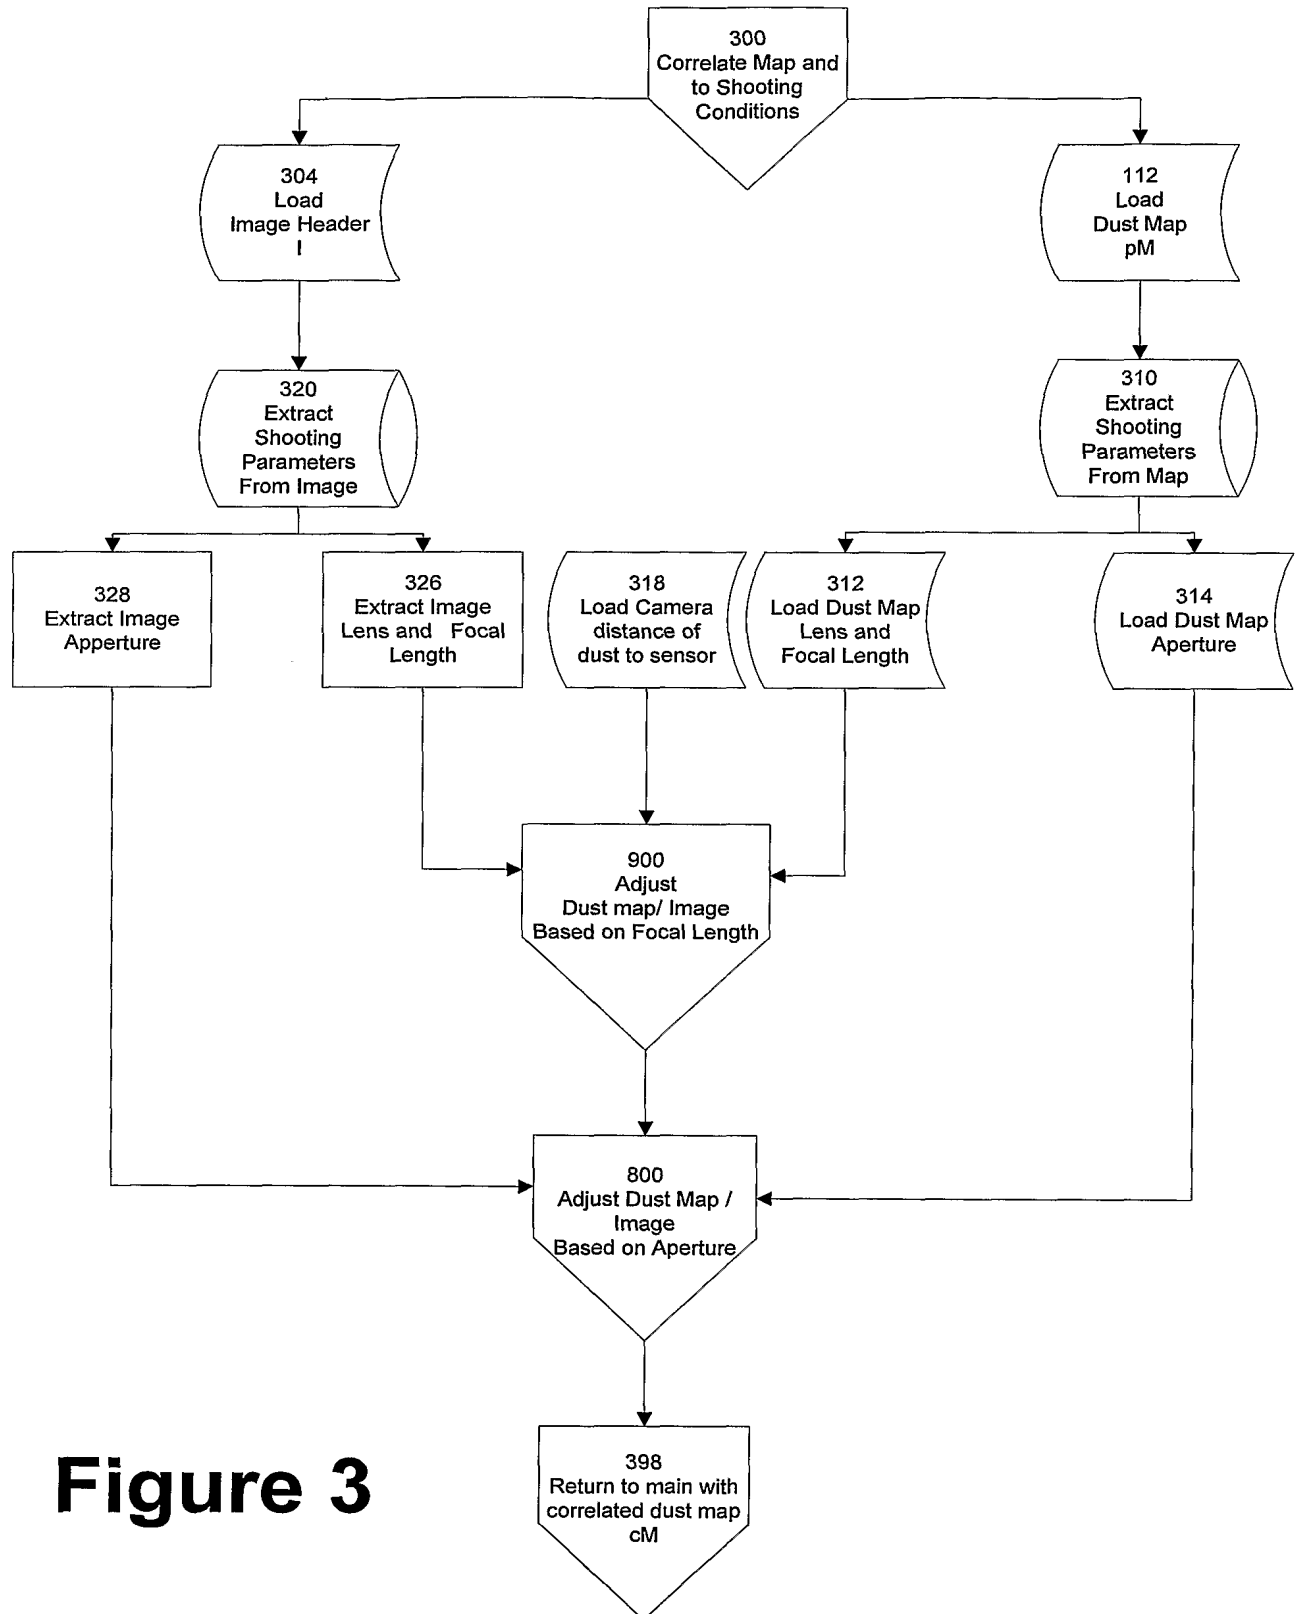 300
Correlate Map and
to Shooting
Conditions
304
Load
Image Header
I
112
Load
Dust Map
pM
320
Extract
Shooting
Parameters
From Image
310
Extract
Shooting
Parameters
From Map
328
Extract Image
Apperture
326
Extract Image
Lens and Focal
Length
318
Load Camera
distance of
dust to sensor
312
Load Dust Map
Lens and
Focal Length
314
Load Dust Map
Aperture
900
Adjust
Dust map/ Image
Based on Focal Length
800
Adjust Dust Map /
Image
Based on Aperture
398
Return to main with
correlated dust map
cM
Figure 3